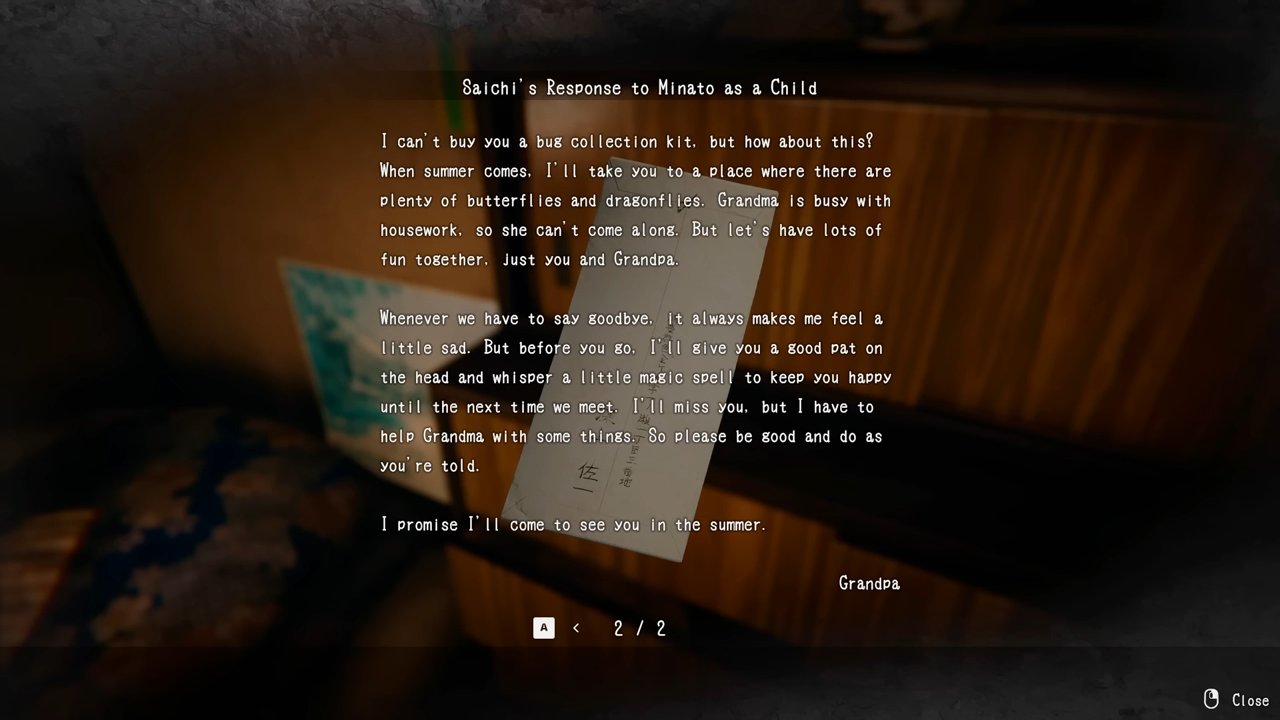 Saichi's Response to Minato as a Child
I can't buy you a bug collection kit, but how about this?
When summer comes, I'll take you to a place where there are
plenty of butterflies and dragonflies. Grandma is busy with
housework, so she can't come along. But let's have lots of
fun together, just you and Grandpa.
Whenever we have to say goodbye, it always makes me feel a
little sad. But before you go, I'll give you a good pat on
the head and whisper a little magic spell to keep you happy
until the next time we meet. I'll miss you, but I have to
help Grandma with some things. So please be good and do as
you're told.
I promise I'll come to see you in the summer.
Grandpa
佐一
A < 2 / 2
Close